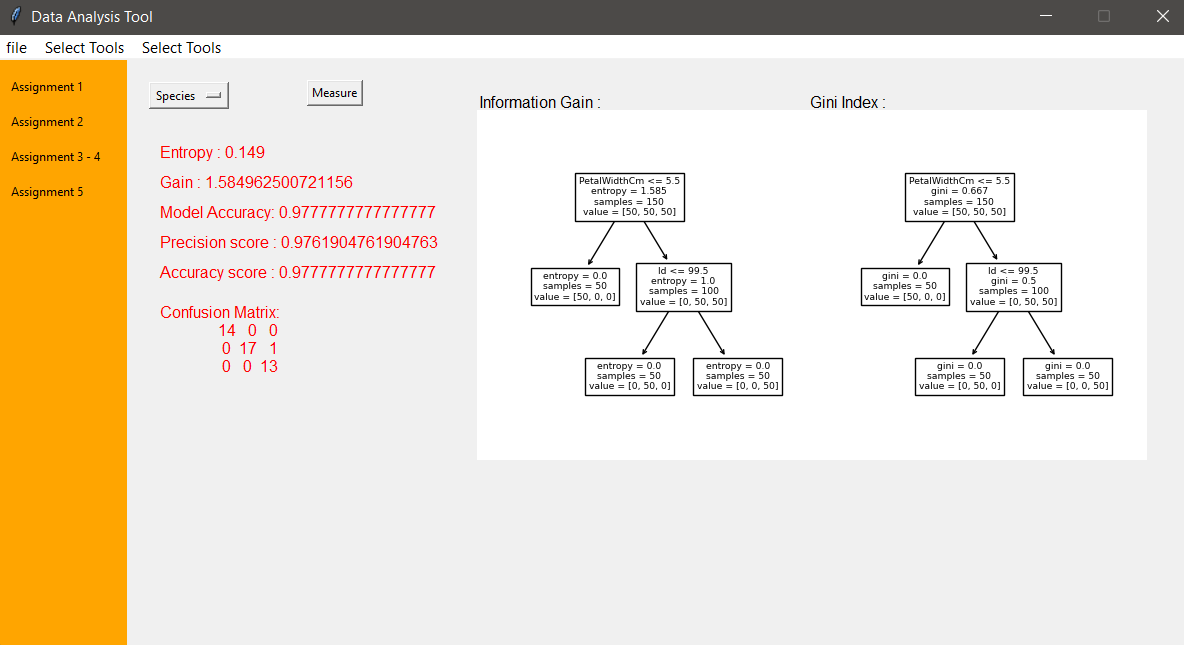 Data Analysis Tool
file Select Tools Select Tools
Assignment 1
Assignment 2
Assignment 3 - 4
Assignment 5
Species
Measure
Entropy : 0.149
Gain : 1.584962500721156
Model Accuracy: 0.9777777777777777
Precision score : 0.9761904761904763
Accuracy score : 0.9777777777777777
Confusion Matrix:
14 0 0
0 17 1
0 0 13
Information Gain :
PetalWidthCm <= 5.5
entropy = 1.585
samples = 150
value = [50, 50, 50]
entropy = 0.0
samples = 50
value = [50, 0, 0]
Id <= 99.5
entropy = 1.0
samples = 100
value = [0, 50, 50]
entropy = 0.0
samples = 50
value = [0, 50, 0]
entropy = 0.0
samples = 50
value = [0, 0, 50]
Gini Index :
PetalWidthCm <= 5.5
gini = 0.667
samples = 150
value = [50, 50, 50]
gini = 0.0
samples = 50
value = [50, 0, 0]
Id <= 99.5
gini = 0.5
samples = 100
value = [0, 50, 50]
gini = 0.0
samples = 50
value = [0, 50, 0]
gini = 0.0
samples = 50
value = [0, 0, 50]